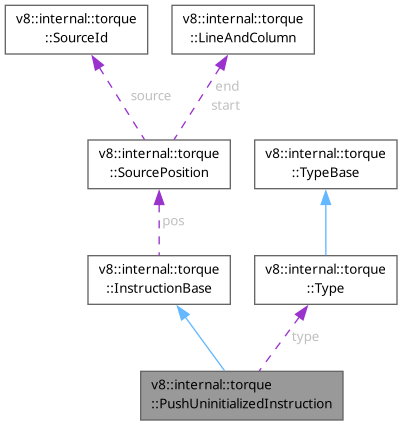 v8::internal::torque
::SourceId
v8::internal::torque
::LineAndColumn
source
end
start
v8::internal::torque
::SourcePosition
v8::internal::torque
::TypeBase
pos
v8::internal::torque
::InstructionBase
v8::internal::torque
::Type
type
v8::internal::torque
::PushUninitializedInstruction